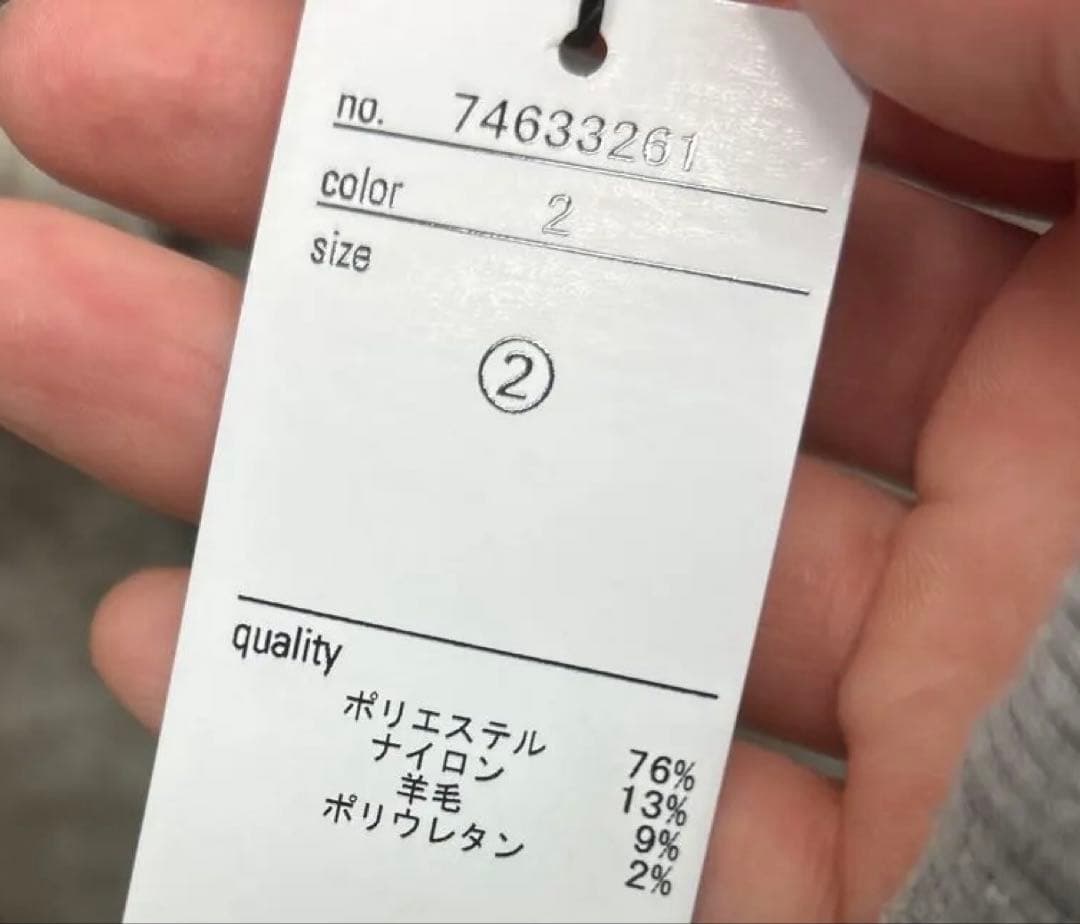 no. 74633261
color 2
size
②
quality
ポリエステル 76%
ナイロン 13%
羊毛 9%
ポリウレタン 2%